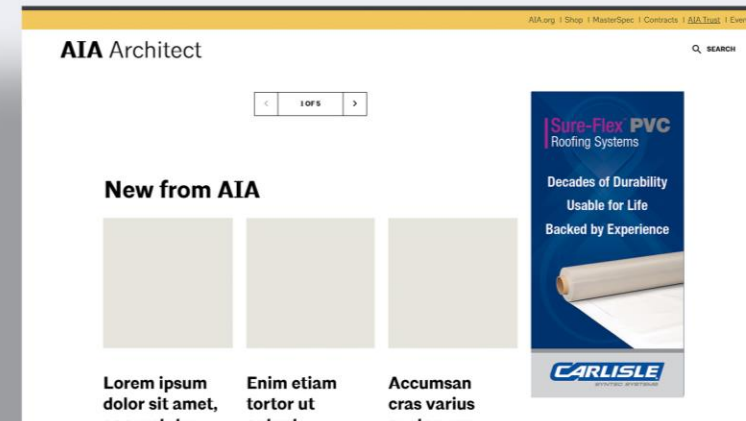 AIA.org | Shop | MasterSpec | Contracts | AIA Trust | Even
AIA Architect
SEARCH
1 OF 5
Sure-Flex™ PVC
Roofing Systems
Decades of Durability
Usable for Life
Backed by Experience
New from AIA
CARLISLE
SYNTEC SYSTEMS
Lorem ipsum
dolor sit amet,
Enim etiam
tortor ut
Accumsan
cras varius